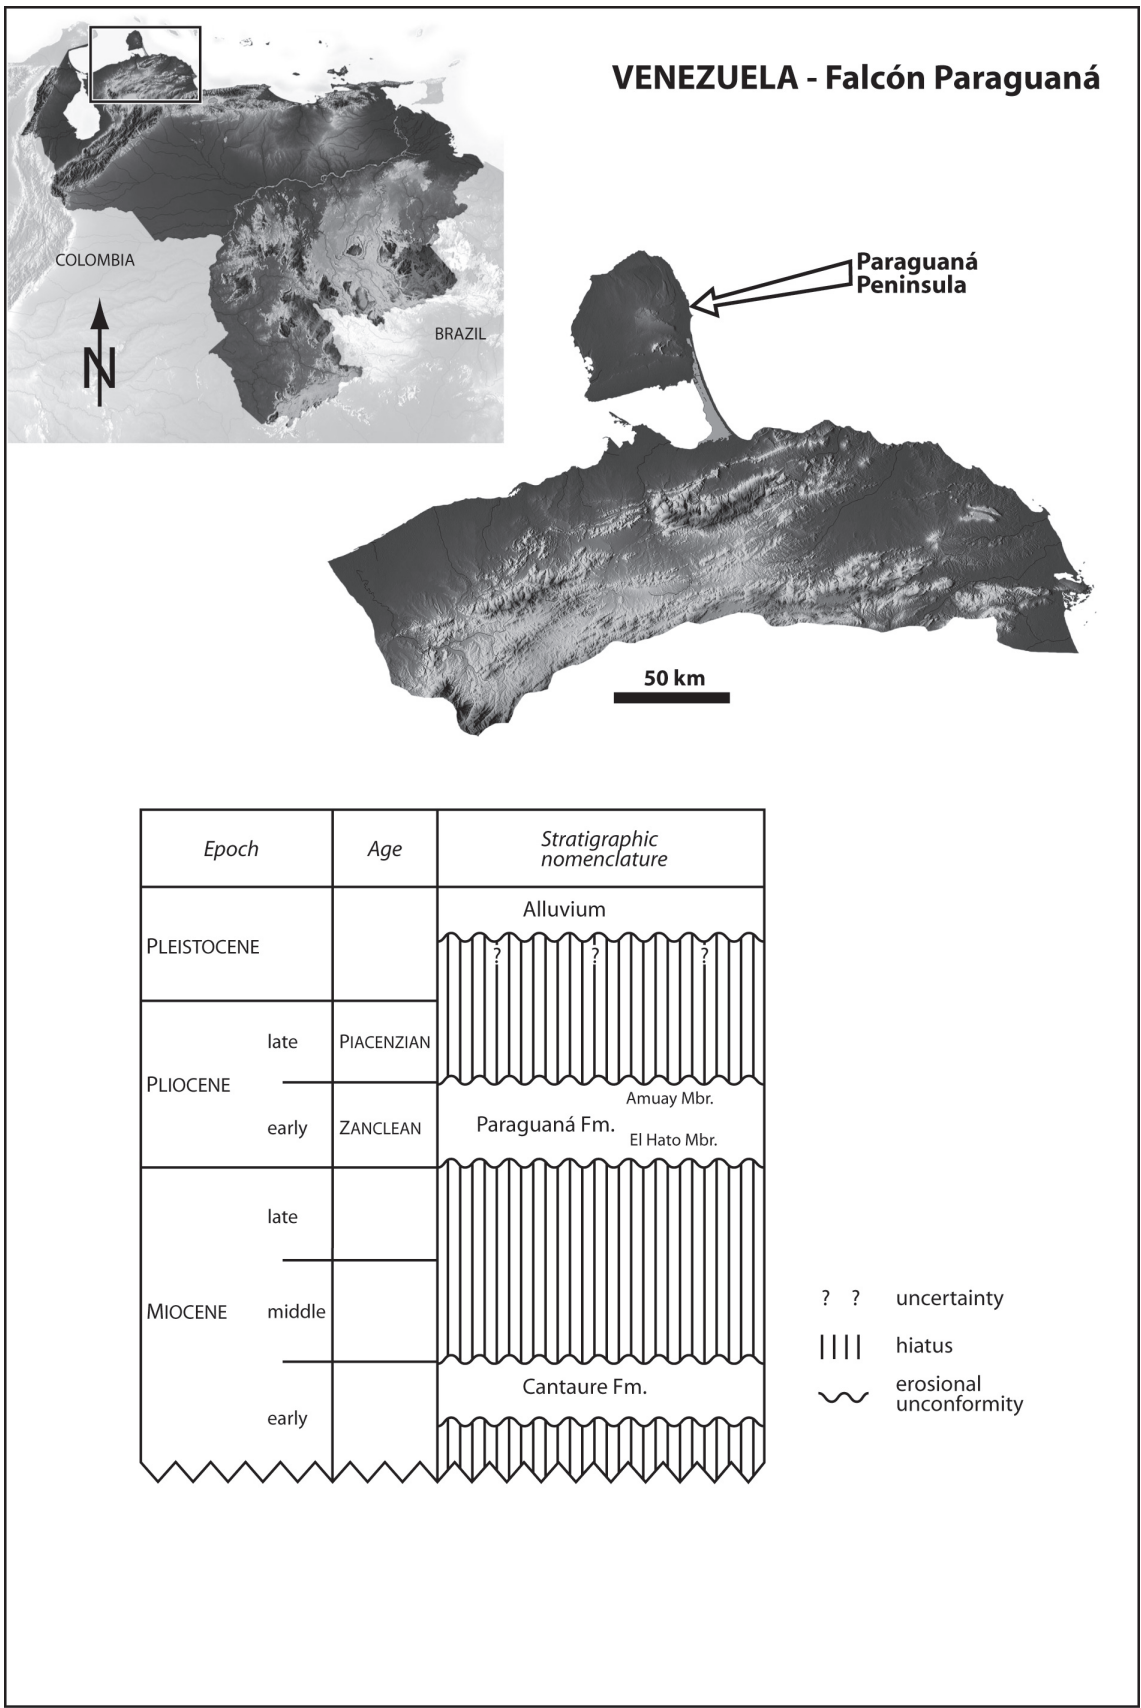 VENEZUELA - Falcón Paraguaná
COLOMBIA
BRAZIL
N
Paraguaná
Peninsula
50 km
Epoch
Age
Stratigraphic
nomenclature
Alluvium
PLEISTOCENE
? ? ?
late
PIACENZIAN
PLIOCENE
Amuay Mbr.
early
ZANCLEAN
Paraguaná Fm.
El Hato Mbr.
late
MIOCENE
middle
Cantaure Fm.
early
? ? uncertainty
hiatus
erosional
unconformity